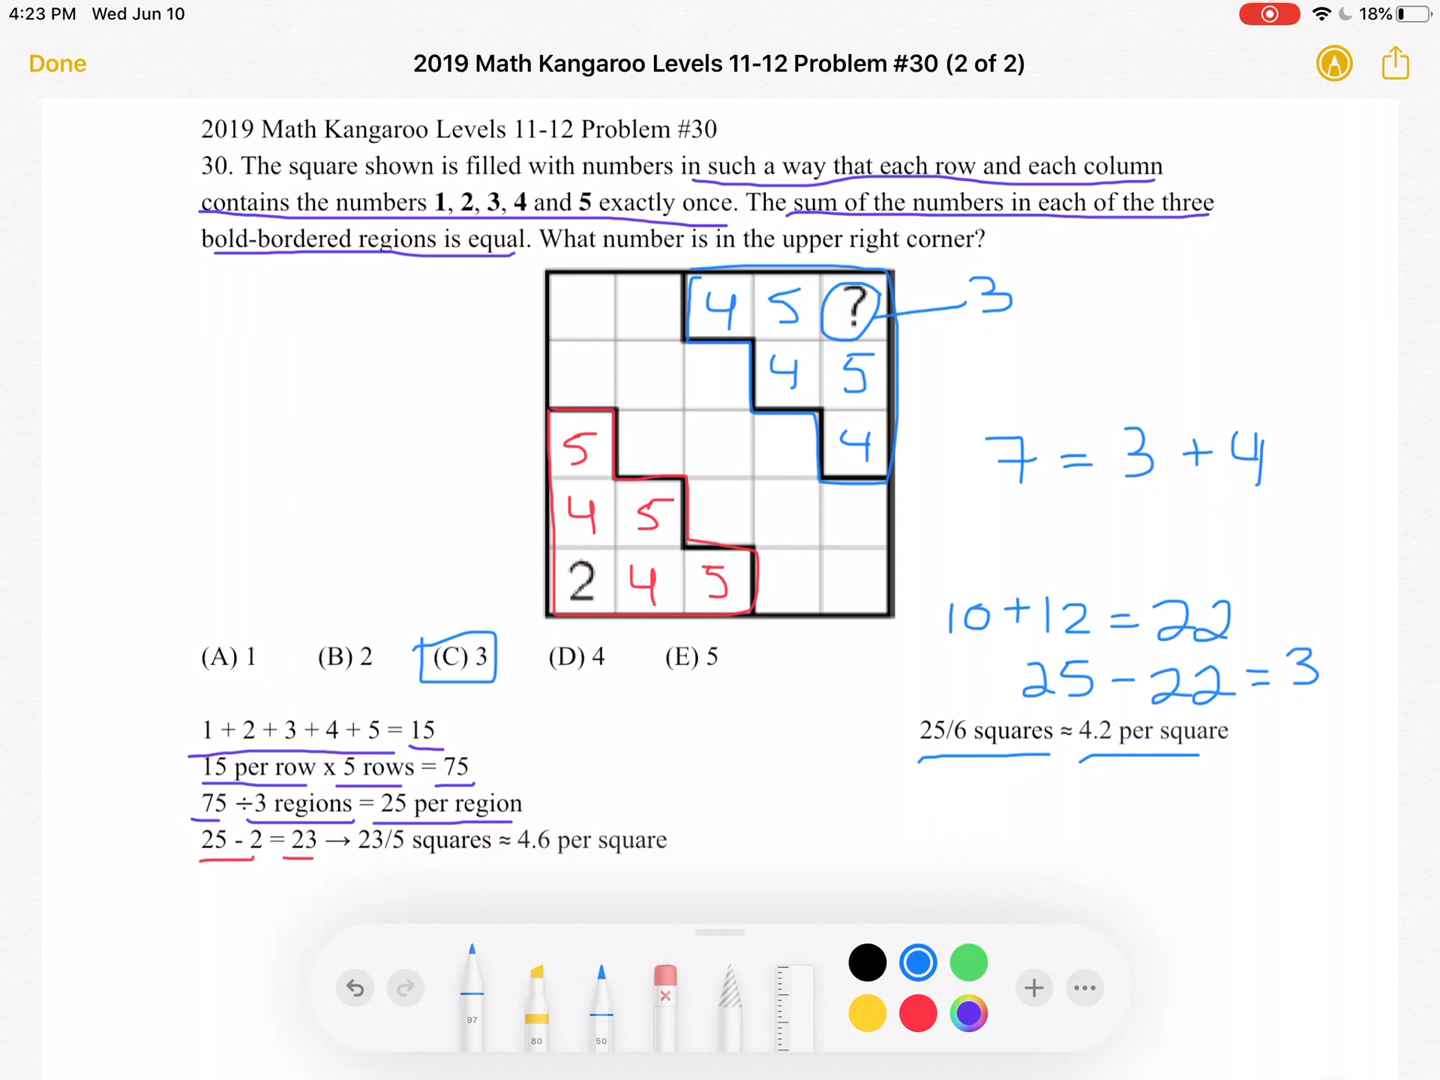 4:23 PM Wed Jun 10
18%
Done
2019 Math Kangaroo Levels 11-12 Problem #30 (2 of 2)
2019 Math Kangaroo Levels 11-12 Problem #30
30. The square shown is filled with numbers in such a way that each row and each column
contains the numbers 1, 2, 3, 4 and 5 exactly once. The sum of the numbers in each of the three
bold-bordered regions is equal. What number is in the upper right corner?
4 5 ? 3
4 5
5 4
7 = 3 + 4
4 5
2 4 5
10 + 12 = 22
(A) 1 (B) 2 (C) 3 (D) 4 (E) 5
25 - 22 = 3
1 + 2 + 3 + 4 + 5 = 15
25/6 squares ≈ 4.2 per square
15 per row x 5 rows = 75
75 ÷3 regions = 25 per region
25 - 2 = 23 → 23/5 squares ≈ 4.6 per square
97
80
50